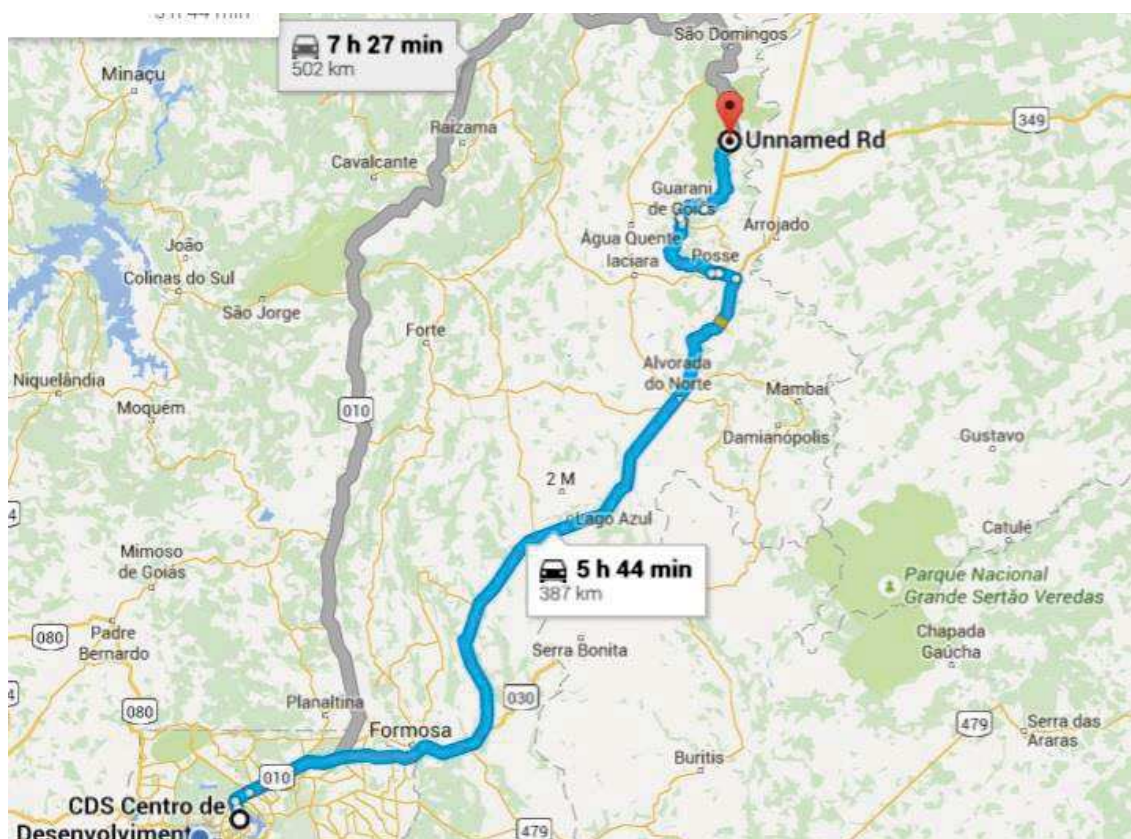 7 h 27 min
502 km
São Domingos
Minaçu
349
Raizama
Unnamed Rd
Cavalcante
Guarani
de Goiás
Arrojado
João
Água Quente
Posse
Iaciara
Colinas do Sul
São Jorge
Forte
Alvorada
do Norte
Niquelândia
Mambaí
Moquém
010
Damianópolis
Gustavo
2 M
4
Lago Azul
Catulé
Mimoso
de Goiás
5 h 44 min
387 km
Parque Nacional
Grande Sertão Veredas
080
Padre
Bernardo
Serra Bonita
Chapada
Gaúcha
4
Planaltina
030
080
Formosa
479
Serra das
Araras
Buritis
010
CDS Centro de
Desenvolviment
479